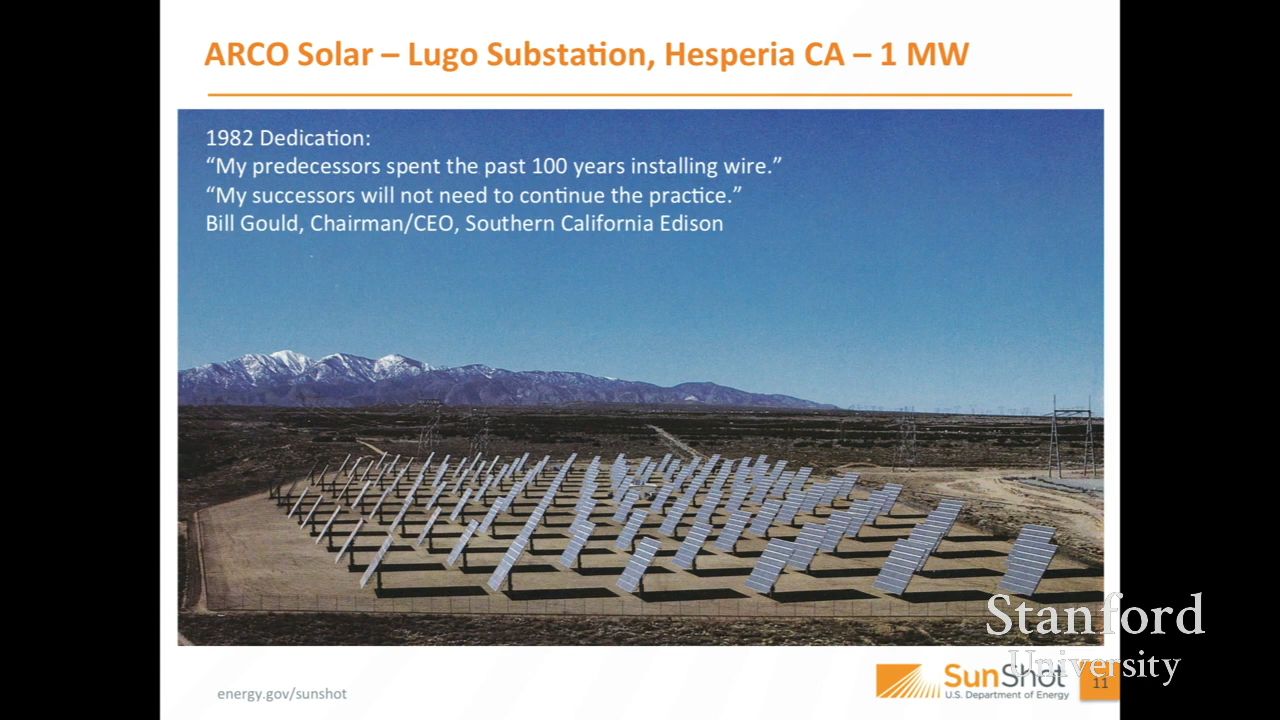 ARCO Solar – Lugo Substation, Hesperia CA – 1 MW
1982 Dedication:
“My predecessors spent the past 100 years installing wire.”
“My successors will not need to continue the practice.”
Bill Gould, Chairman/CEO, Southern California Edison
Stanford
University
energy.gov/sunshot
SunShot
U.S. Department of Energy
11